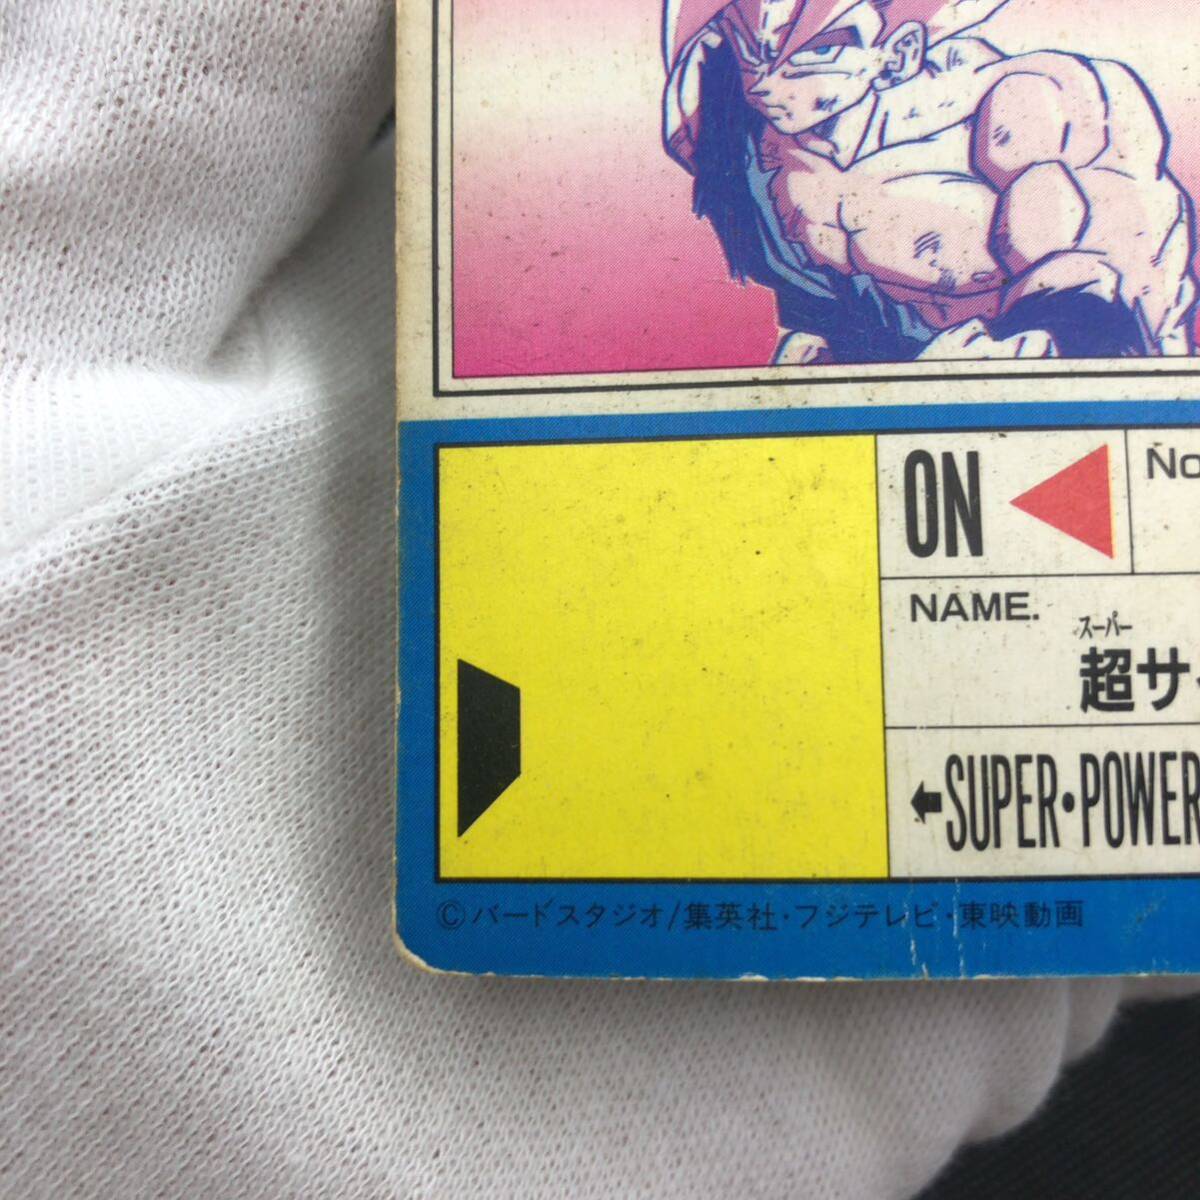 ON
No
NAME.
スーパー
超サ
SUPER・POWER
©バードスタジオ/集英社・フジテレビ・東映動画